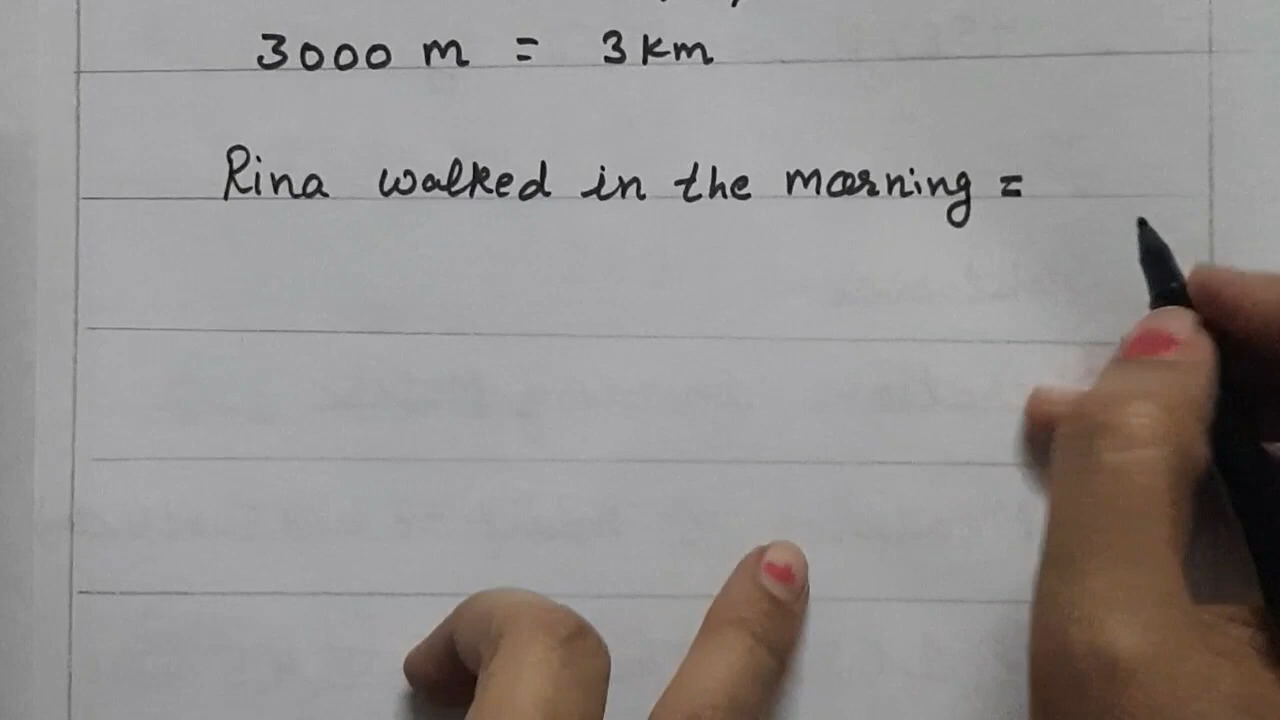 3000 m = 3 km
Rina walked in the morning =